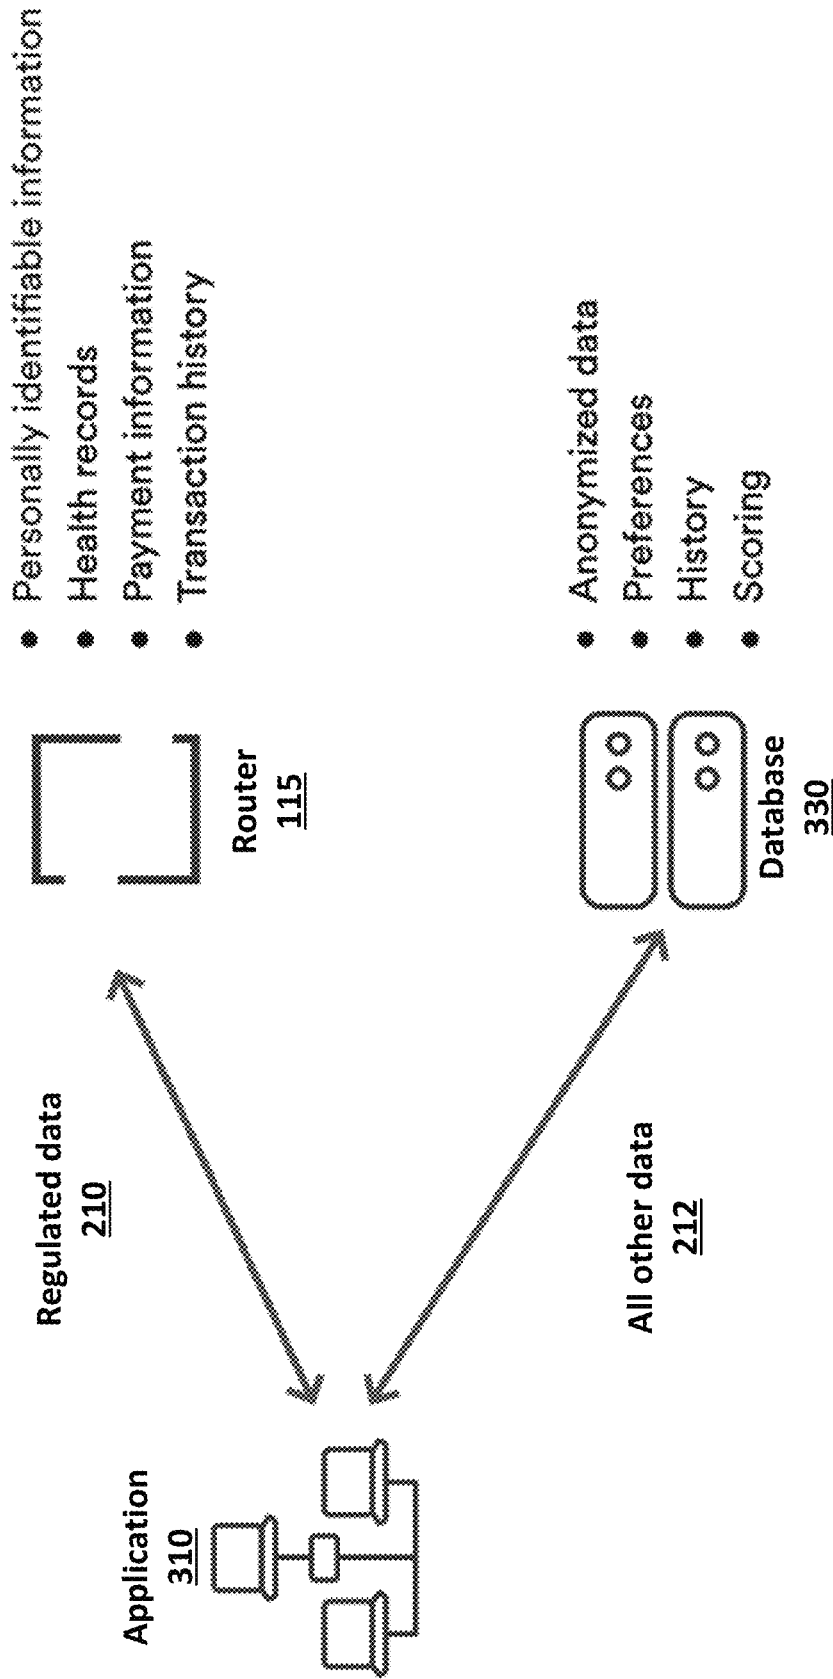 Application
310
Regulated data
210
Router
115
• Personally identifiable information
• Health records
• Payment information
• Transaction history
All other data
212
Database
330
• Anonymized data
• Preferences
• History
• Scoring